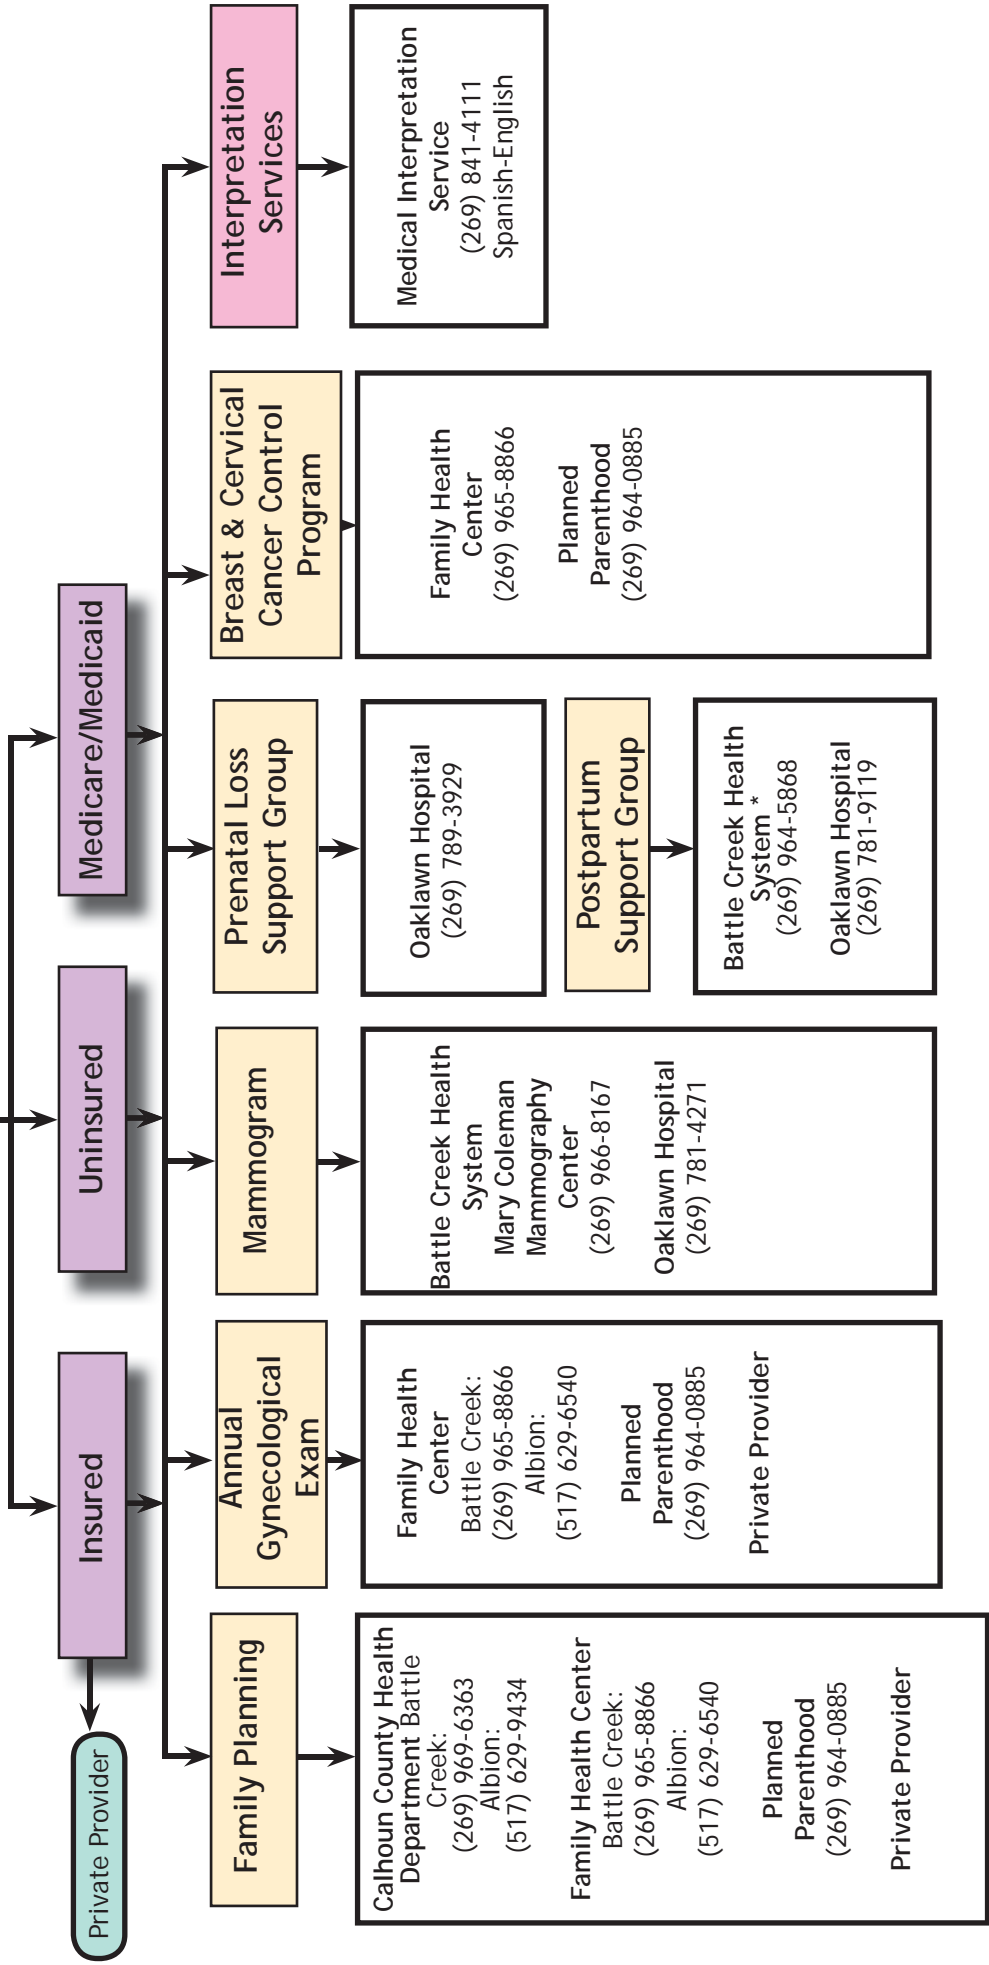 Private Provider
Insured
Uninsured
Medicare/Medicaid
Family Planning
Calhoun County Health
Department Battle
Creek:
(269) 969-6363
Albion:
(517) 629-9434
Family Health Center
Battle Creek:
(269) 965-8866
Albion:
(517) 629-6540
Planned
Parenthood
(269) 964-0885
Private Provider
Annual
Gynecological
Exam
Family Health
Center
Battle Creek:
(269) 965-8866
Albion:
(517) 629-6540
Planned
Parenthood
(269) 964-0885
Private Provider
Mammogram
Battle Creek Health
System
Mary Coleman
Mammography
Center
(269) 966-8167
Oaklawn Hospital
(269) 781-4271
Prenatal Loss
Support Group
Oaklawn Hospital
(269) 789-3929
Postpartum
Support Group
Battle Creek Health
System *
(269) 964-5868
Oaklawn Hospital
(269) 781-9119
Breast & Cervical
Cancer Control
Program
Family Health
Center
(269) 965-8866
Planned
Parenthood
(269) 964-0885
Interpretation
Services
Medical Interpretation
Service
(269) 841-4111
Spanish-English